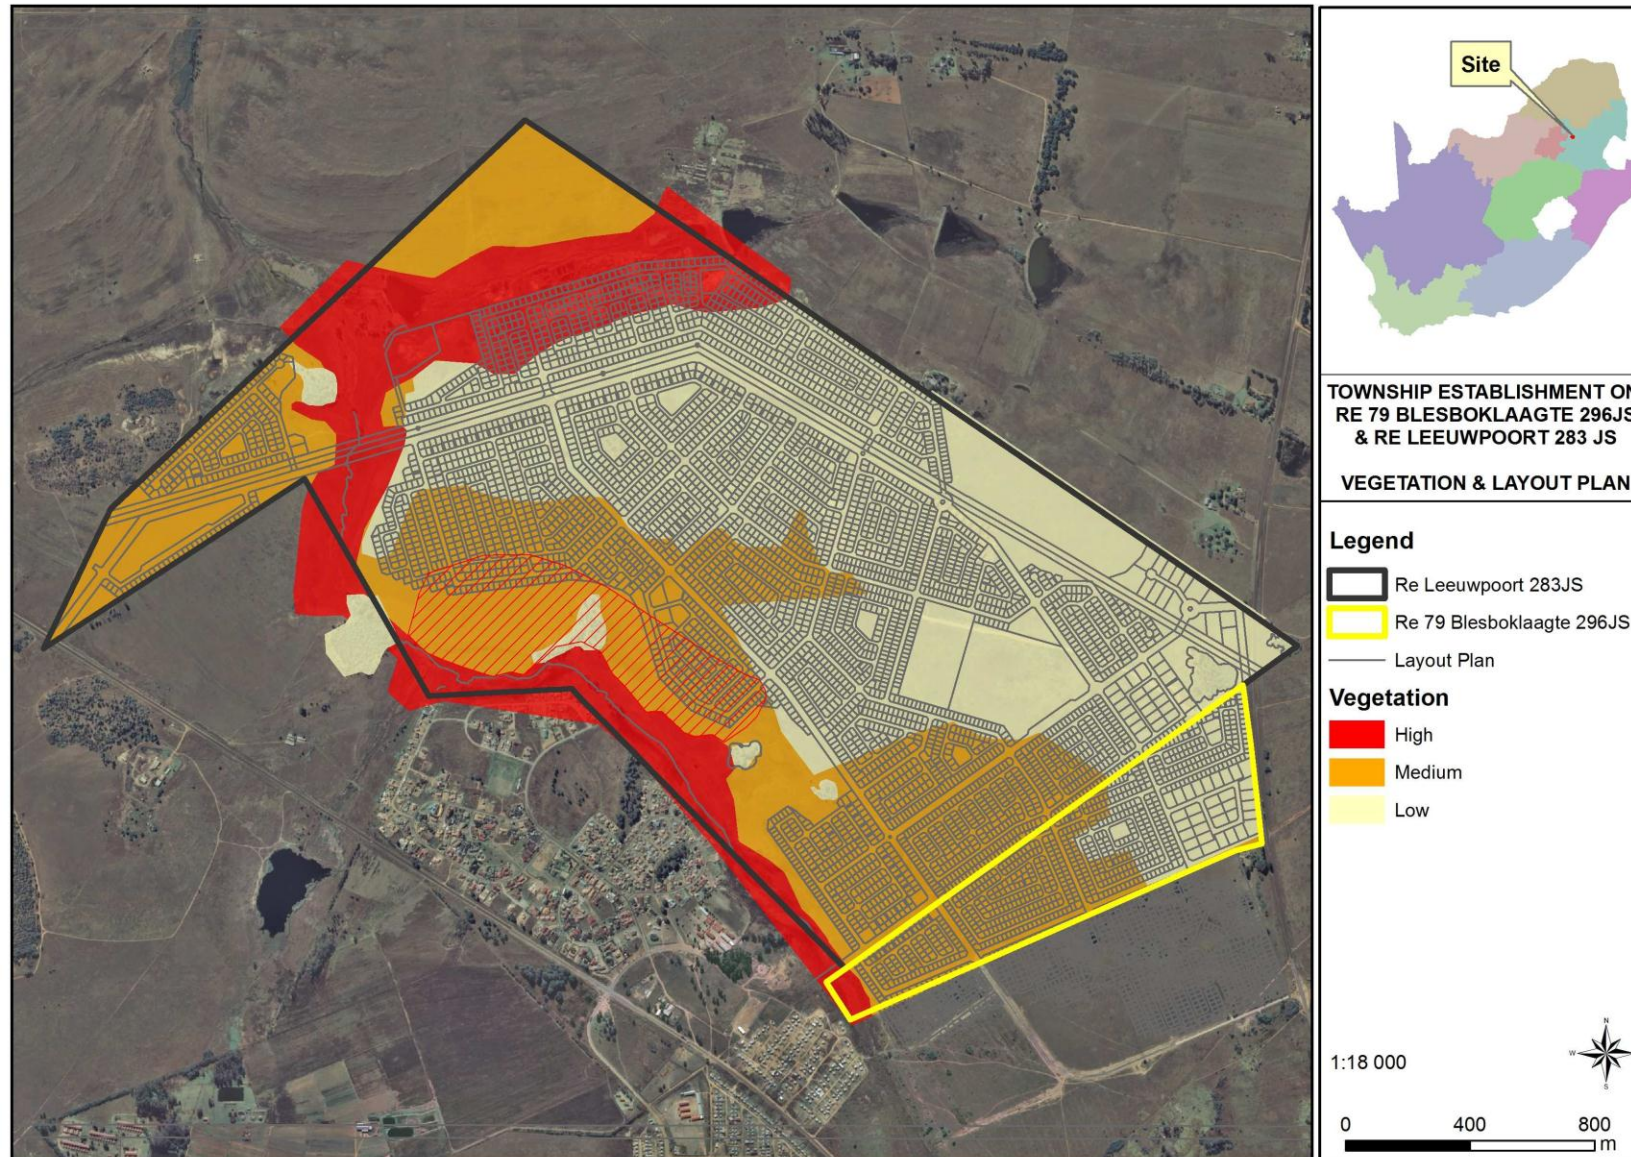 Site
TOWNSHIP ESTABLISHMENT ON
RE 79 BLESBOKLAAGTE 296JS
& RE LEEUWPOORT 283 JS
VEGETATION & LAYOUT PLAN
Legend
Re Leeuwpoort 283JS
Re 79 Blesboklaagte 296JS
Layout Plan
Vegetation
High
Medium
Low
1:18 000
N
W
S
0 400 800
m